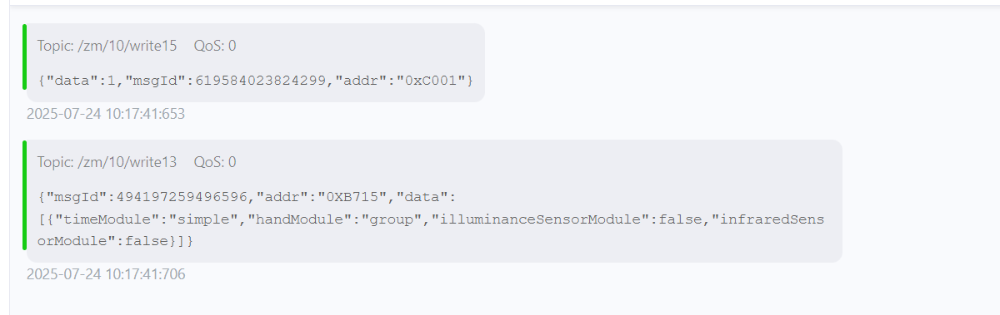 Topic: /zm/10/write15 QoS: 0
{"data":1,"msgId":619584023824299,"addr":"0xC001"}
2025-07-24 10:17:41:653
Topic: /zm/10/write13 QoS: 0
{"msgId":494197259496596,"addr":"0XB715","data":
[{"timeModule":"simple","handModule":"group","illuminanceSensorModule":false,"infraredSens
orModule":false}]}
2025-07-24 10:17:41:706